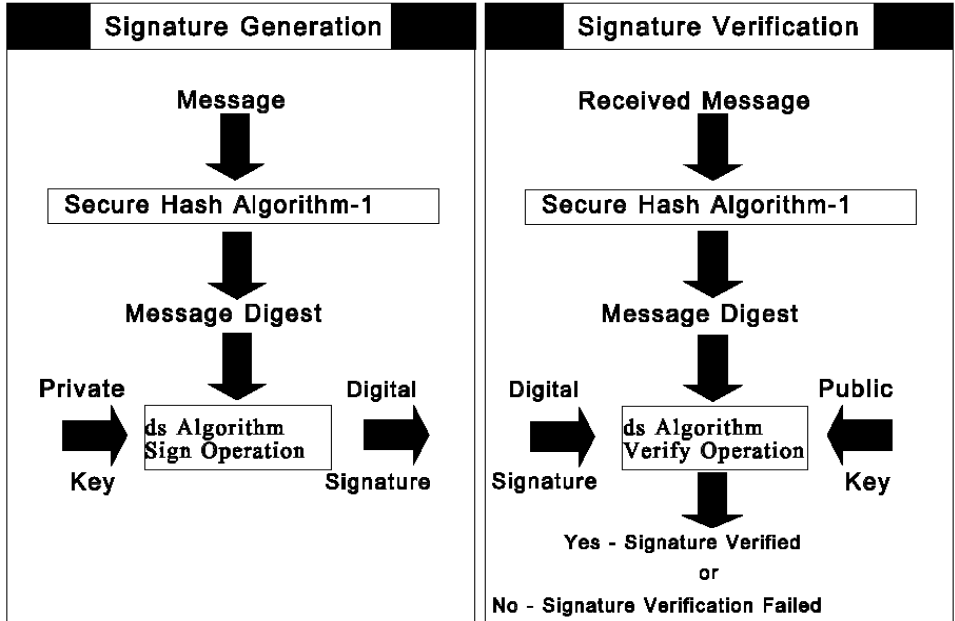 Signature Generation
Message
Secure Hash Algorithm-1
Message Digest
Private
Key
ds Algorithm
Sign Operation
Digital
Signature
Signature Verification
Received Message
Secure Hash Algorithm-1
Message Digest
Digital
Signature
ds Algorithm
Verify Operation
Public
Key
Yes - Signature Verified
or
No - Signature Verification Failed